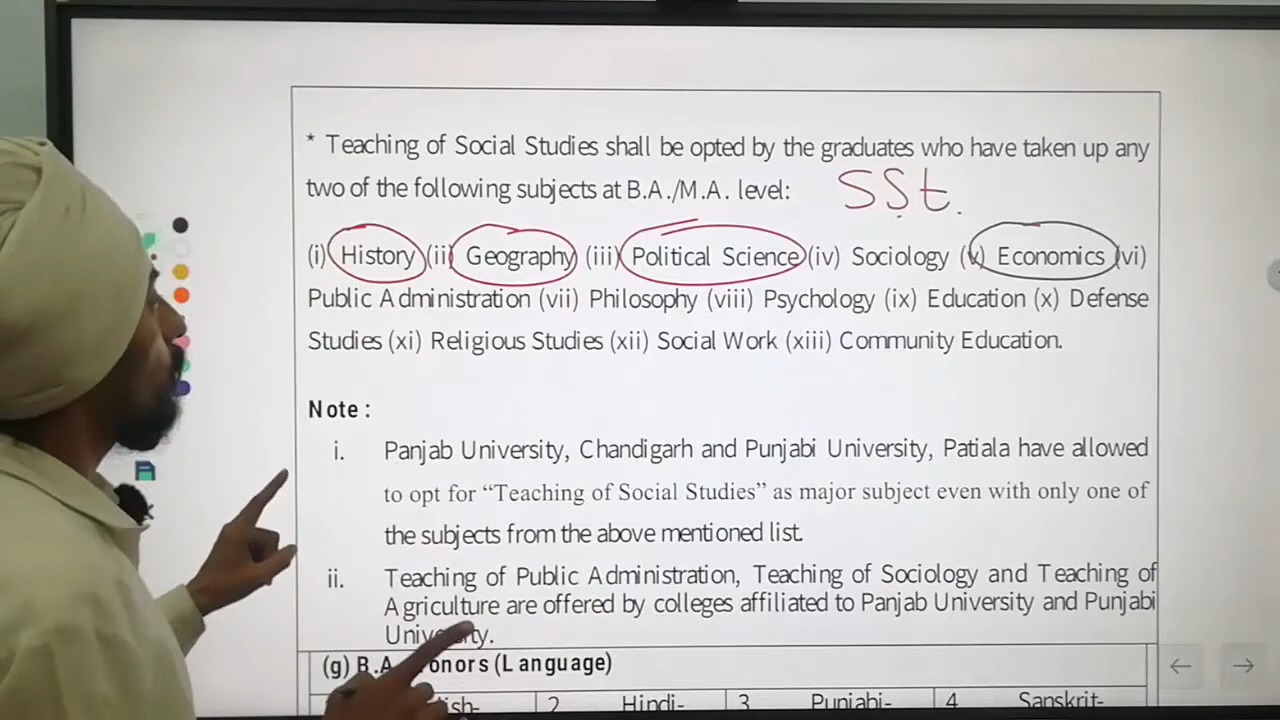 * Teaching of Social Studies shall be opted by the graduates who have taken up any
two of the following subjects at B.A./M.A. level:
SSt.
(i) History (ii) Geography (iii) Political Science (iv) Sociology (v) Economics (vi)
Public Administration (vii) Philosophy (viii) Psychology (ix) Education (x) Defense
Studies (xi) Religious Studies (xii) Social Work (xiii) Community Education.
Note :
i. Panjab University, Chandigarh and Punjabi University, Patiala have allowed
to opt for “Teaching of Social Studies” as major subject even with only one of
the subjects from the above mentioned list.
ii. Teaching of Public Administration, Teaching of Sociology and Teaching of
Agriculture are offered by colleges affiliated to Panjab University and Punjabi
University.
(g) B.A. Honors (Language)
2 Hindi- 3 Punjabi- 4 Sanskrit-